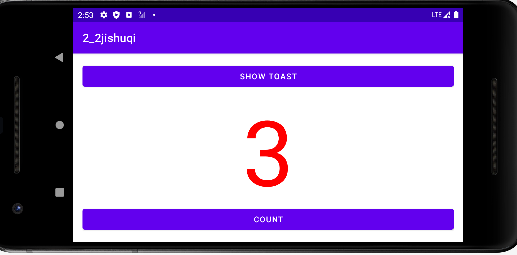 2:53 LTE
2_2jishuqi
SHOW TOAST
3
COUNT